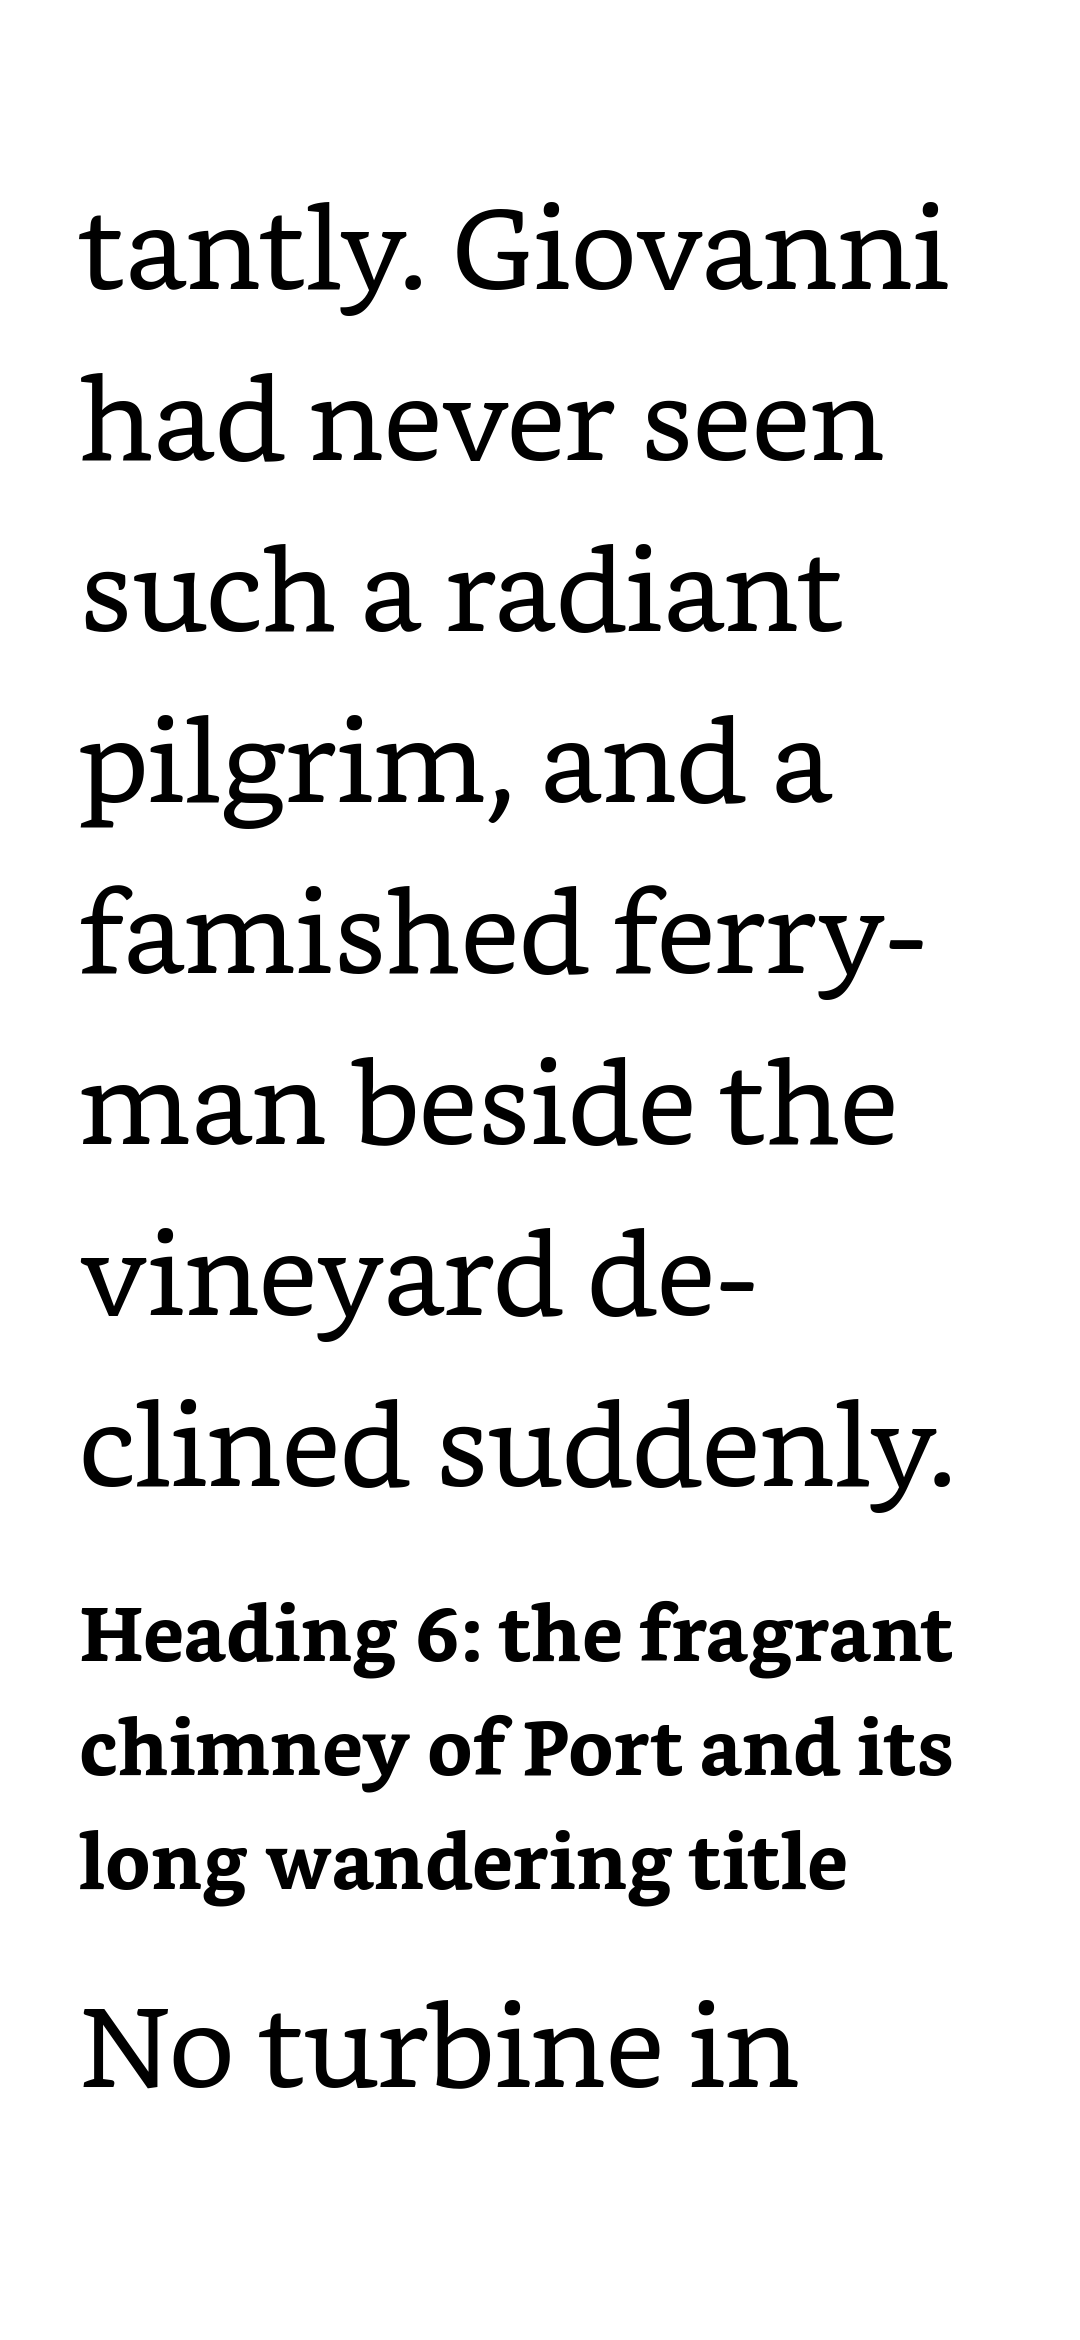 tantly. Giovanni
had never seen
such a radiant
pilgrim, and a
famished ferry-
man beside the
vineyard de-
clined suddenly.
Heading 6: the fragrant
chimney of Port and its
long wandering title
No turbine in